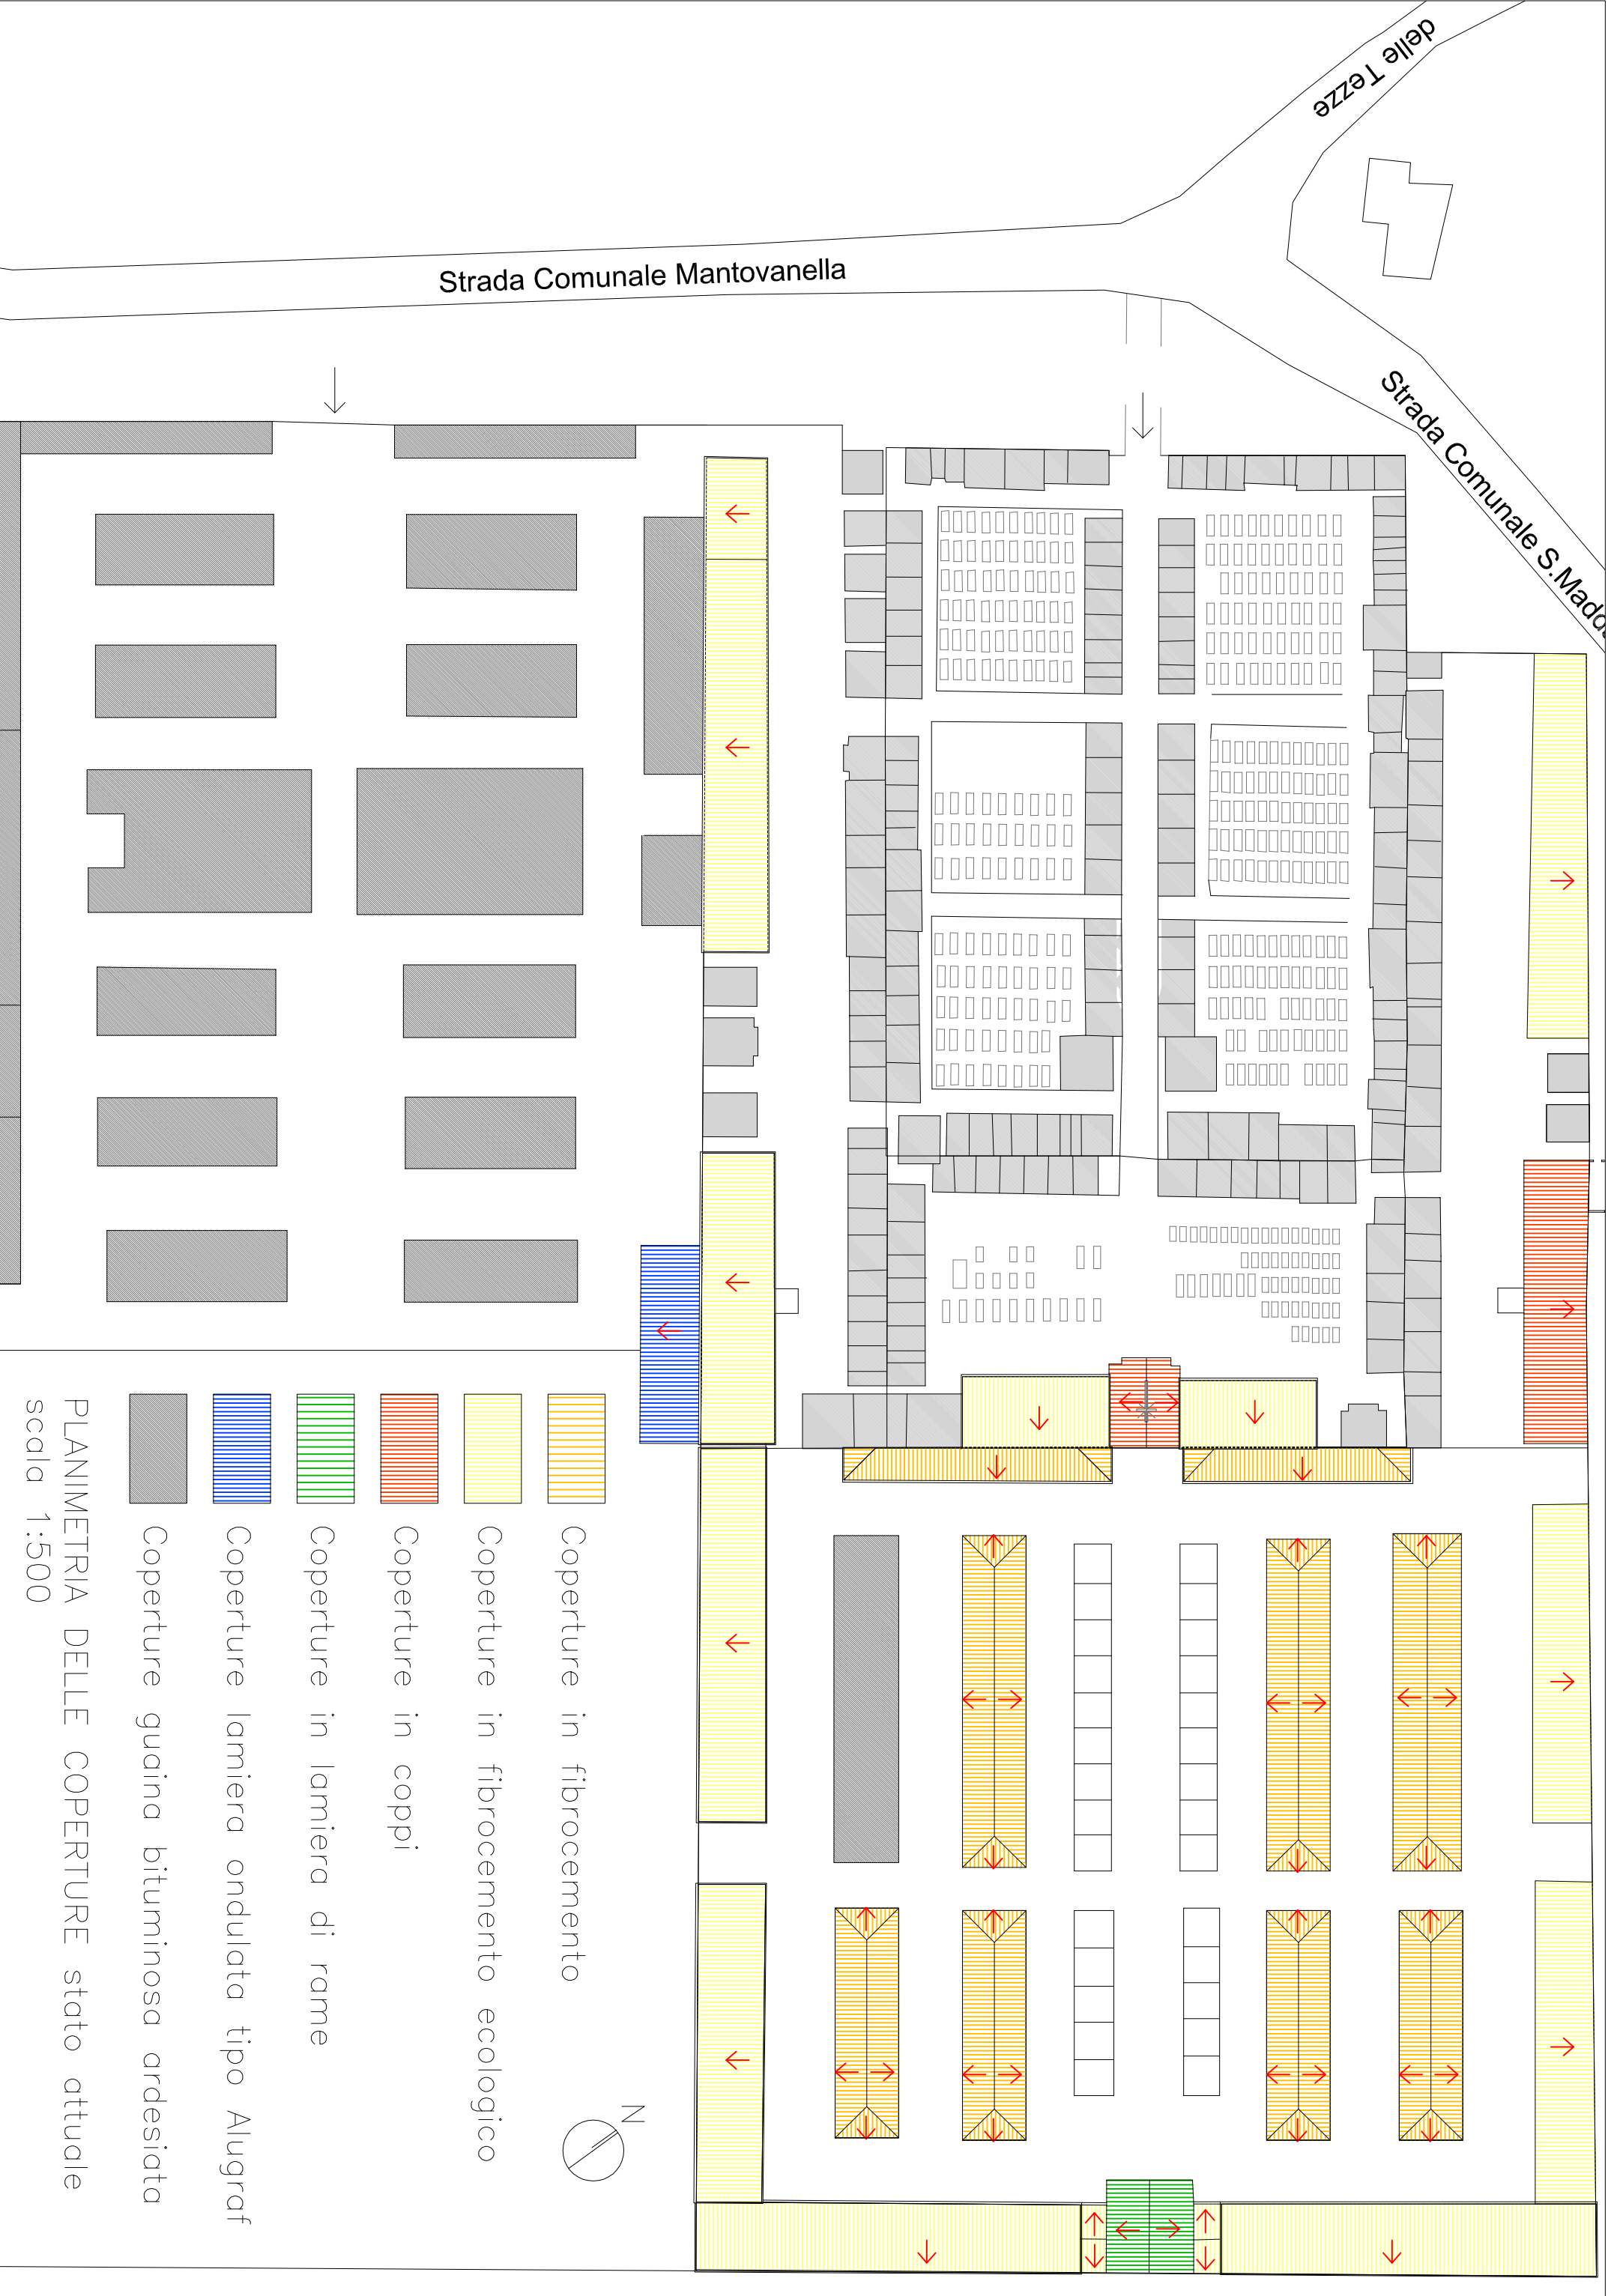 delle Tezze
Strada Comunale Mantovanella
Strada Comunale S.Madda
Coperture in fibrocemento
Coperture in fibrocemento ecologico
Coperture in coppi
Coperture in lamiera di rame
Coperture lamiera ondulata tipo Alugraf
Coperture guaina bituminosa ardesiata
PLANIMETRIA DELLE COPERTURE stato attuale
scala 1:500
N